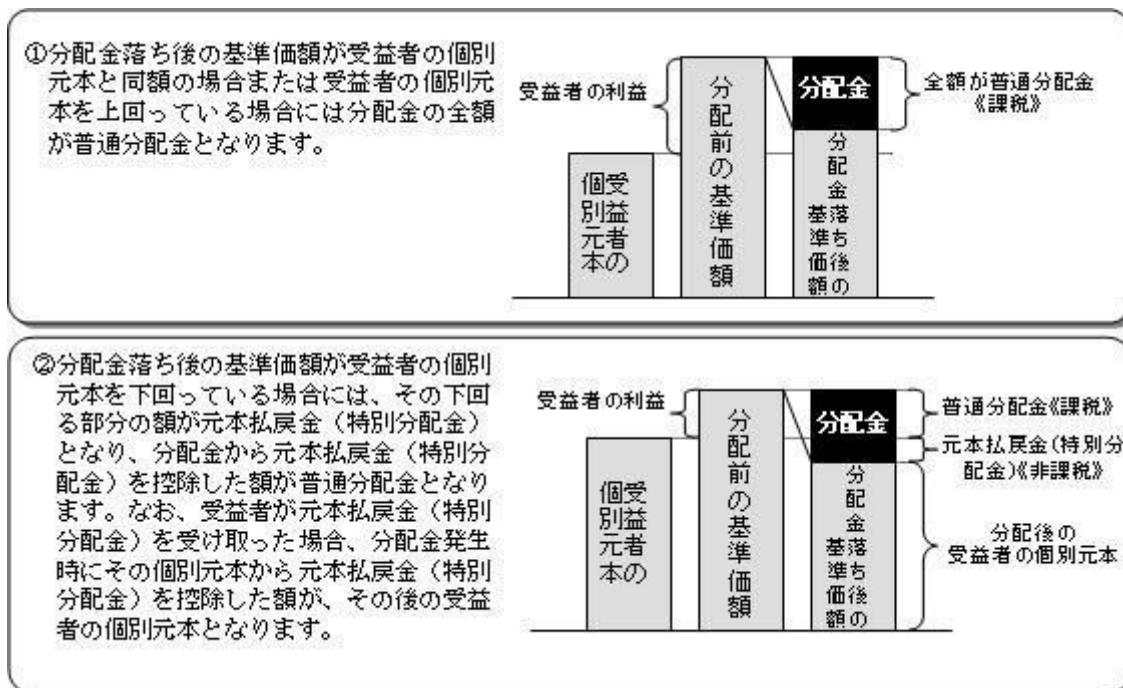 ①分配金落ち後の基準価額が受益者の個別
元本と同額の場合または受益者の個別元
本を上回っている場合には分配金の全額
が普通分配金となります。
受益者の利益
受益者の
個別元本
分配前の基準価額
分配金
分配金落ち後の
基準価額
全額が普通分配金
《課税》
②分配金落ち後の基準価額が受益者の個別
元本を下回っている場合には、その下回
る部分の額が元本払戻金（特別分配金）
となり、分配金から元本払戻金（特別分
配金）を控除した額が普通分配金となり
ます。なお、受益者が元本払戻金（特別
分配金）を受け取った場合、分配金発生
時にその個別元本から元本払戻金（特別
分配金）を控除した額が、その後の受益
者の個別元本となります。
受益者の利益
受益者の
個別元本
分配前の基準価額
分配金
分配金落ち後の
基準価額
普通分配金《課税》
元本払戻金(特別分
配金)《非課税》
分配後の
受益者の個別元本